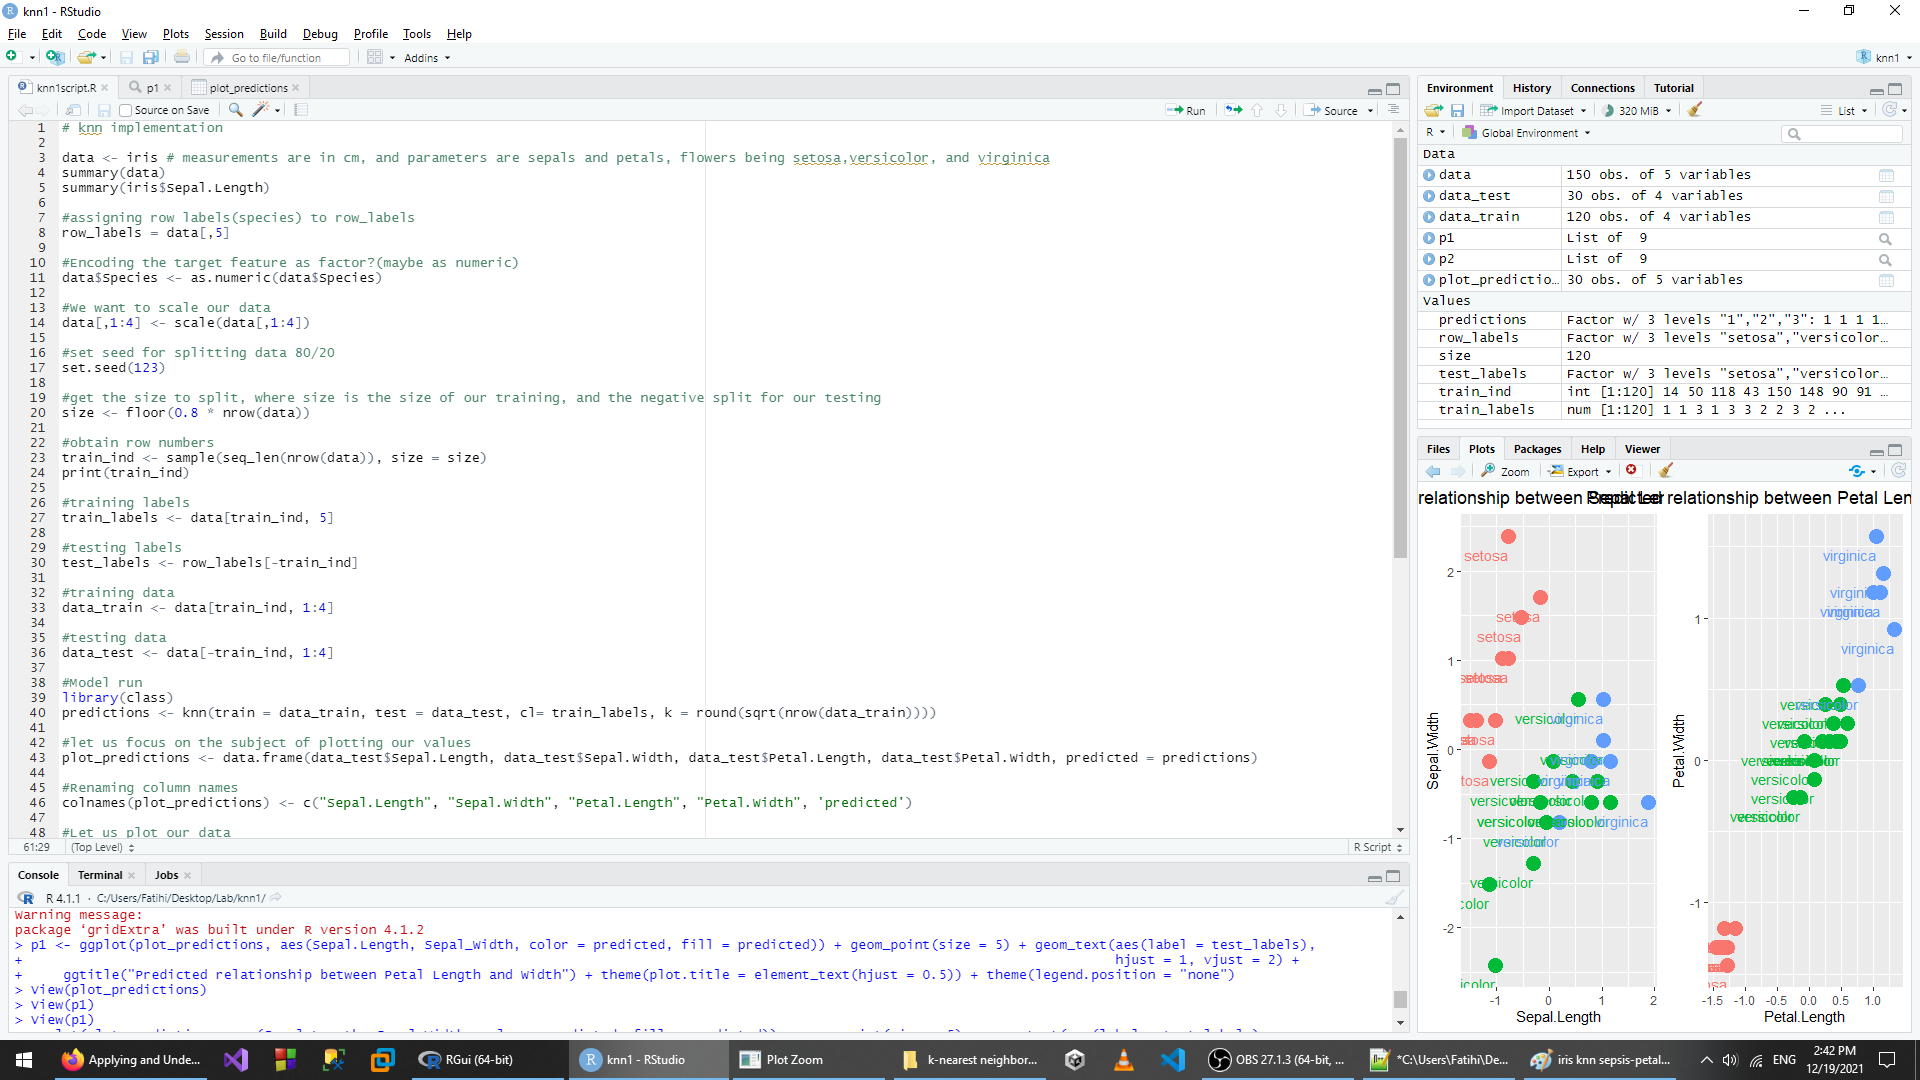 knn1 - RStudio
File Edit Code View Plots Session Build Debug Profile Tools Help
Go to file/function Addins knn1
knn1script.R p1 plot_predictions
Source on Save Run Source
1 # knn implementation
2
3 data <- iris # measurements are in cm, and parameters are sepals and petals, flowers being setosa,versicolor, and virginica
4 summary(data)
5 summary(iris$Sepal.Length)
6
7 #assigning row labels(species) to row_labels
8 row_labels = data[,5]
9
10 #Encoding the target feature as factor?(maybe as numeric)
11 data$Species <- as.numeric(data$Species)
12
13 #We want to scale our data
14 data[,1:4] <- scale(data[,1:4])
15
16 #set seed for splitting data 80/20
17 set.seed(123)
18
19 #get the size to split, where size is the size of our training, and the negative split for our testing
20 size <- floor(0.8 * nrow(data))
21
22 #obtain row numbers
23 train_ind <- sample(seq_len(nrow(data)), size = size)
24 print(train_ind)
25
26 #training labels
27 train_labels <- data[train_ind, 5]
28
29 #testing labels
30 test_labels <- row_labels[-train_ind]
31
32 #training data
33 data_train <- data[train_ind, 1:4]
34
35 #testing data
36 data_test <- data[-train_ind, 1:4]
37
38 #Model run
39 library(class)
40 predictions <- knn(train = data_train, test = data_test, cl= train_labels, k = round(sqrt(nrow(data_train))))
41
42 #let us focus on the subject of plotting our values
43 plot_predictions <- data.frame(data_test$Sepal.Length, data_test$Sepal.Width, data_test$Petal.Length, data_test$Petal.Width, predicted = predictions)
44
45 #Renaming column names
46 colnames(plot_predictions) <- c("Sepal.Length", "Sepal.Width", "Petal.Length", "Petal.Width", 'predicted')
47
48 #Let us plot our data
61:29 (Top Level) R Script
Console Terminal Jobs
R 4.1.1 · C:/Users/Fatihi/Desktop/Lab/knn1/
Warning message:
package ‘gridExtra’ was built under R version 4.1.2
> p1 <- ggplot(plot_predictions, aes(Sepal.Length, Sepal_Width, color = predicted, fill = predicted)) + geom_point(size = 5) + geom_text(aes(label = test_labels),
+ hjust = 1, vjust = 2) +
+ ggtitle("Predicted relationship between Petal Length and Width") + theme(plot.title = element_text(hjust = 0.5)) + theme(legend.position = "none")
> View(plot_predictions)
> View(p1)
> View(p1)
Environment History Connections Tutorial
Import Dataset 320 MiB List
R Global Environment
Data
data 150 obs. of 5 variables
data_test 30 obs. of 4 variables
data_train 120 obs. of 4 variables
p1 List of 9
p2 List of 9
plot_predictio… 30 obs. of 5 variables
Values
predictions Factor w/ 3 levels "1","2","3": 1 1 1 1…
row_labels Factor w/ 3 levels "setosa","versicolor…
size 120
test_labels Factor w/ 3 levels "setosa","versicolor…
train_ind int [1:120] 14 50 118 43 150 148 90 91 …
train_labels num [1:120] 1 1 3 1 3 3 2 2 3 2 ...
Files Plots Packages Help Viewer
Zoom Export
relationship between relationship between Petal Len
setosa
setosa
setosa
setosa
versicolor
virginica
versicolor
versicolor
virginica
Sepal.Width
2
1
0
-1
-2
-1 0 1 2
Sepal.Length
virginica
virginica
virginica
virginica
versicolor
versicolor
versicolor
Petal.Width
1
0
-1
-1.5 -1.0 -0.5 0.0 0.5 1.0
Petal.Length
Applying and Unde... RGui (64-bit) knn1 - RStudio Plot Zoom k-nearest neighbor... OBS 27.1.3 (64-bit, ... *C:\Users\Fatihi\De... iris knn sepsis-petal... ENG 2:42 PM
12/19/2021